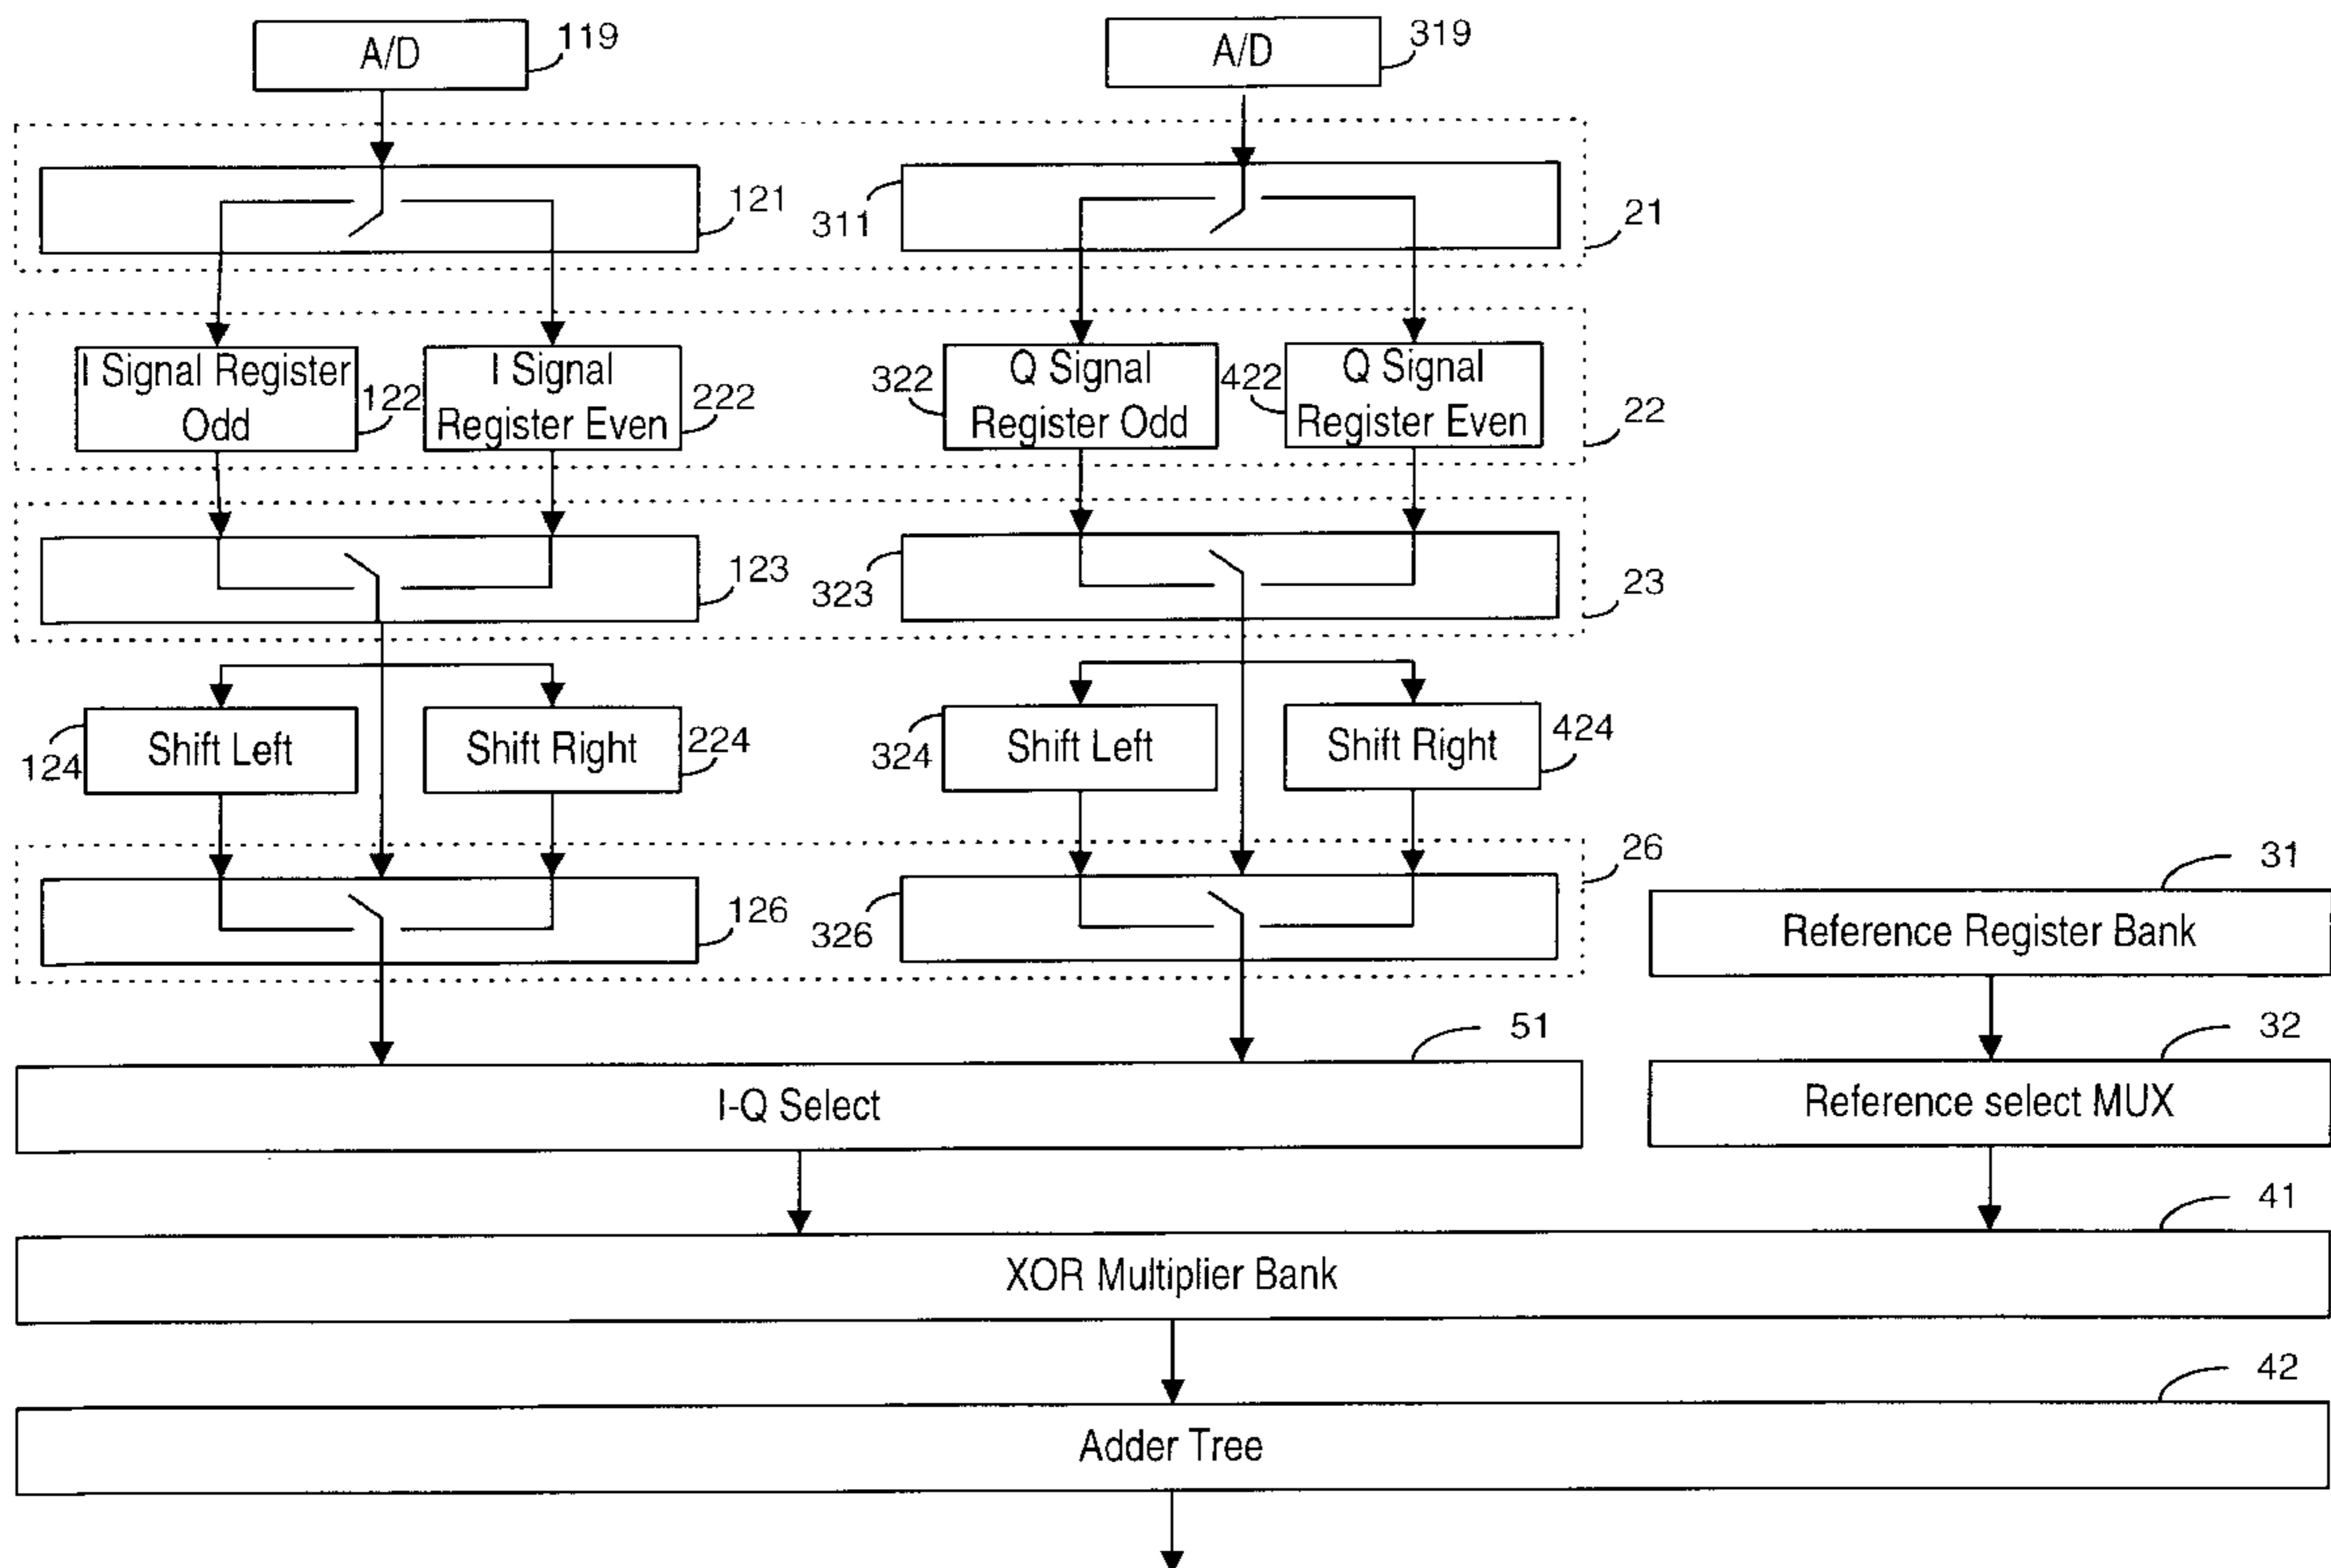 A/D
119
A/D
319
121
311
21
I Signal Register
Odd
122
I Signal
Register Even
222
322
Q Signal
Register Odd
422
Q Signal
Register Even
22
123
323
23
124
Shift Left
Shift Right
224
324
Shift Left
Shift Right
424
126
326
26
31
Reference Register Bank
51
32
I-Q Select
Reference select MUX
41
XOR Multiplier Bank
42
Adder Tree